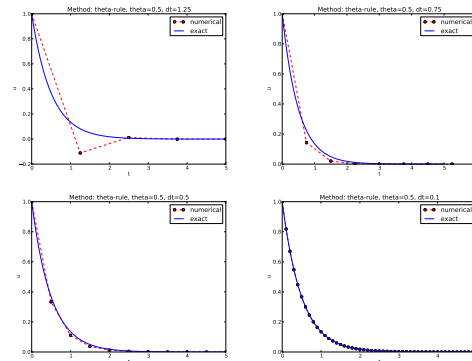 Method: theta-rule, theta=0.5, dt=1.25
numerical
exact
1.0
0.8
0.6
0.4
0.2
0.0
−0.2
u
0 1 2 3 4 5
t
Method: theta-rule, theta=0.5, dt=0.75
numerical
exact
1.0
0.8
0.6
0.4
0.2
0.0
u
0 1 2 3 4 5
t
Method: theta-rule, theta=0.5, dt=0.5
numerical
exact
1.0
0.8
0.6
0.4
0.2
0.0
u
0 1 2 3 4 5
Method: theta-rule, theta=0.5, dt=0.1
numerical
exact
1.0
0.8
0.6
0.4
0.2
0.0
u
0 1 2 3 4